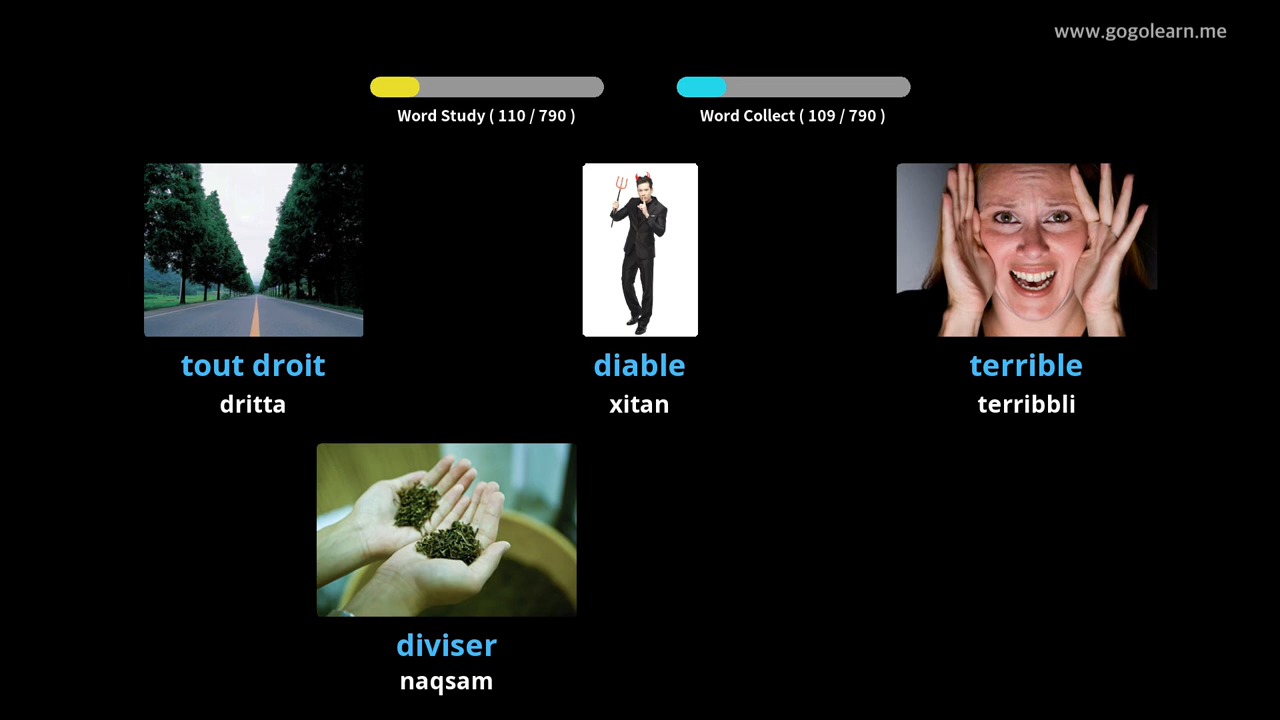 www.gogolearn.me
Word Study ( 110 / 790 )
Word Collect ( 109 / 790 )
tout droit
dritta
diable
xitan
terrible
terribbli
diviser
naqsam